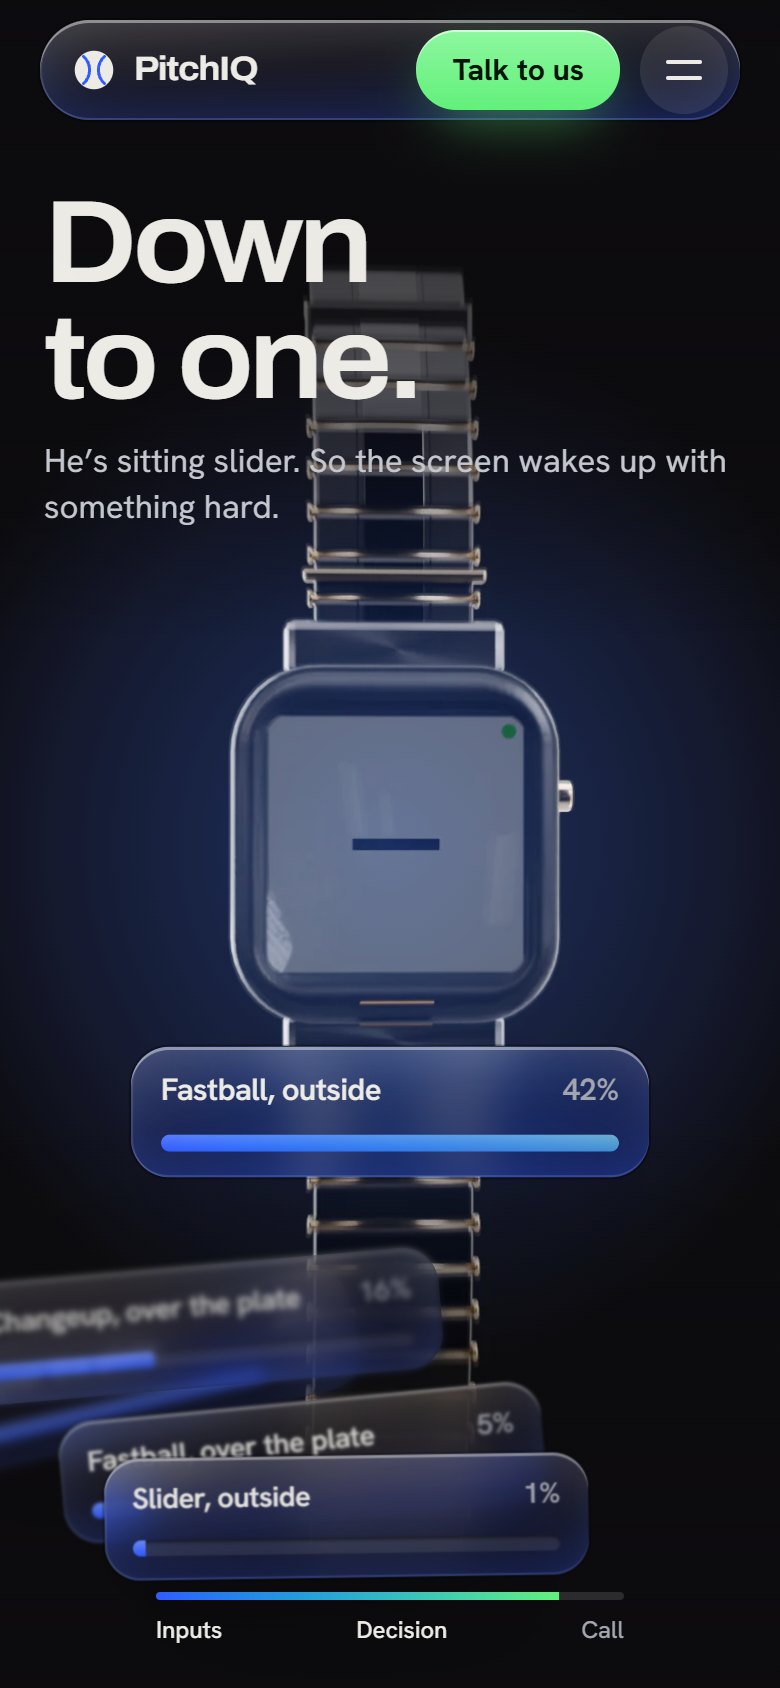 PitchIQ
Talk to us
Down
to one.
He’s sitting slider. So the screen wakes up with
something hard.
Fastball, outside
42%
Changeup, over the plate
16%
Fastball, over the plate
5%
Slider, outside
1%
Inputs
Decision
Call